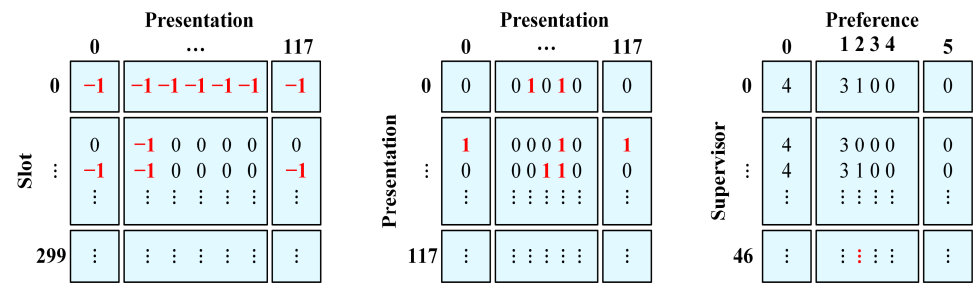 Presentation
0 ... 117
Slot
0 −1 −1 −1 −1 −1 −1 −1
⋮ 0 −1 0 0 0 0 0
−1 −1 0 0 0 0 −1
⋮ ⋮ ⋮ ⋮ ⋮ ⋮ ⋮
299 ⋮ ⋮ ⋮ ⋮ ⋮ ⋮ ⋮
Presentation
0 ... 117
Presentation
0 0 0 1 0 1 0 0
⋮ 1 0 0 0 1 0 1
0 0 0 1 1 0 0
⋮ ⋮ ⋮ ⋮ ⋮ ⋮ ⋮
117 ⋮ ⋮ ⋮ ⋮ ⋮ ⋮ ⋮
Preference
0 1 2 3 4 5
Supervisor
0 4 3 1 0 0 0
⋮ 4 3 0 0 0 0
4 3 1 0 0 0
⋮ ⋮ ⋮ ⋮ ⋮ ⋮
46 ⋮ ⋮ ⋮ ⋮ ⋮ ⋮